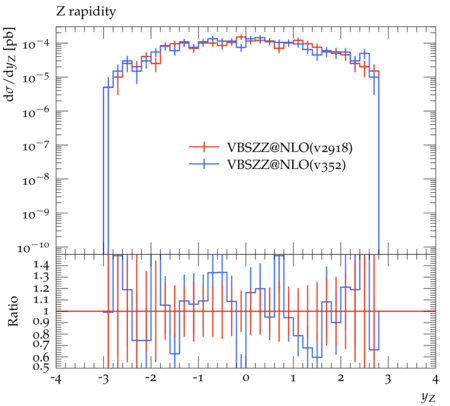 Z rapidity
dσ/dyZ [pb]
10−4
10−5
10−6
10−7
10−8
10−9
10−10
VBSZZ@NLO(v2918)
VBSZZ@NLO(v352)
Ratio
1.4
1.3
1.2
1.1
1
0.9
0.8
0.7
0.6
0.5
-4 -3 -2 -1 0 1 2 3 4
yZ